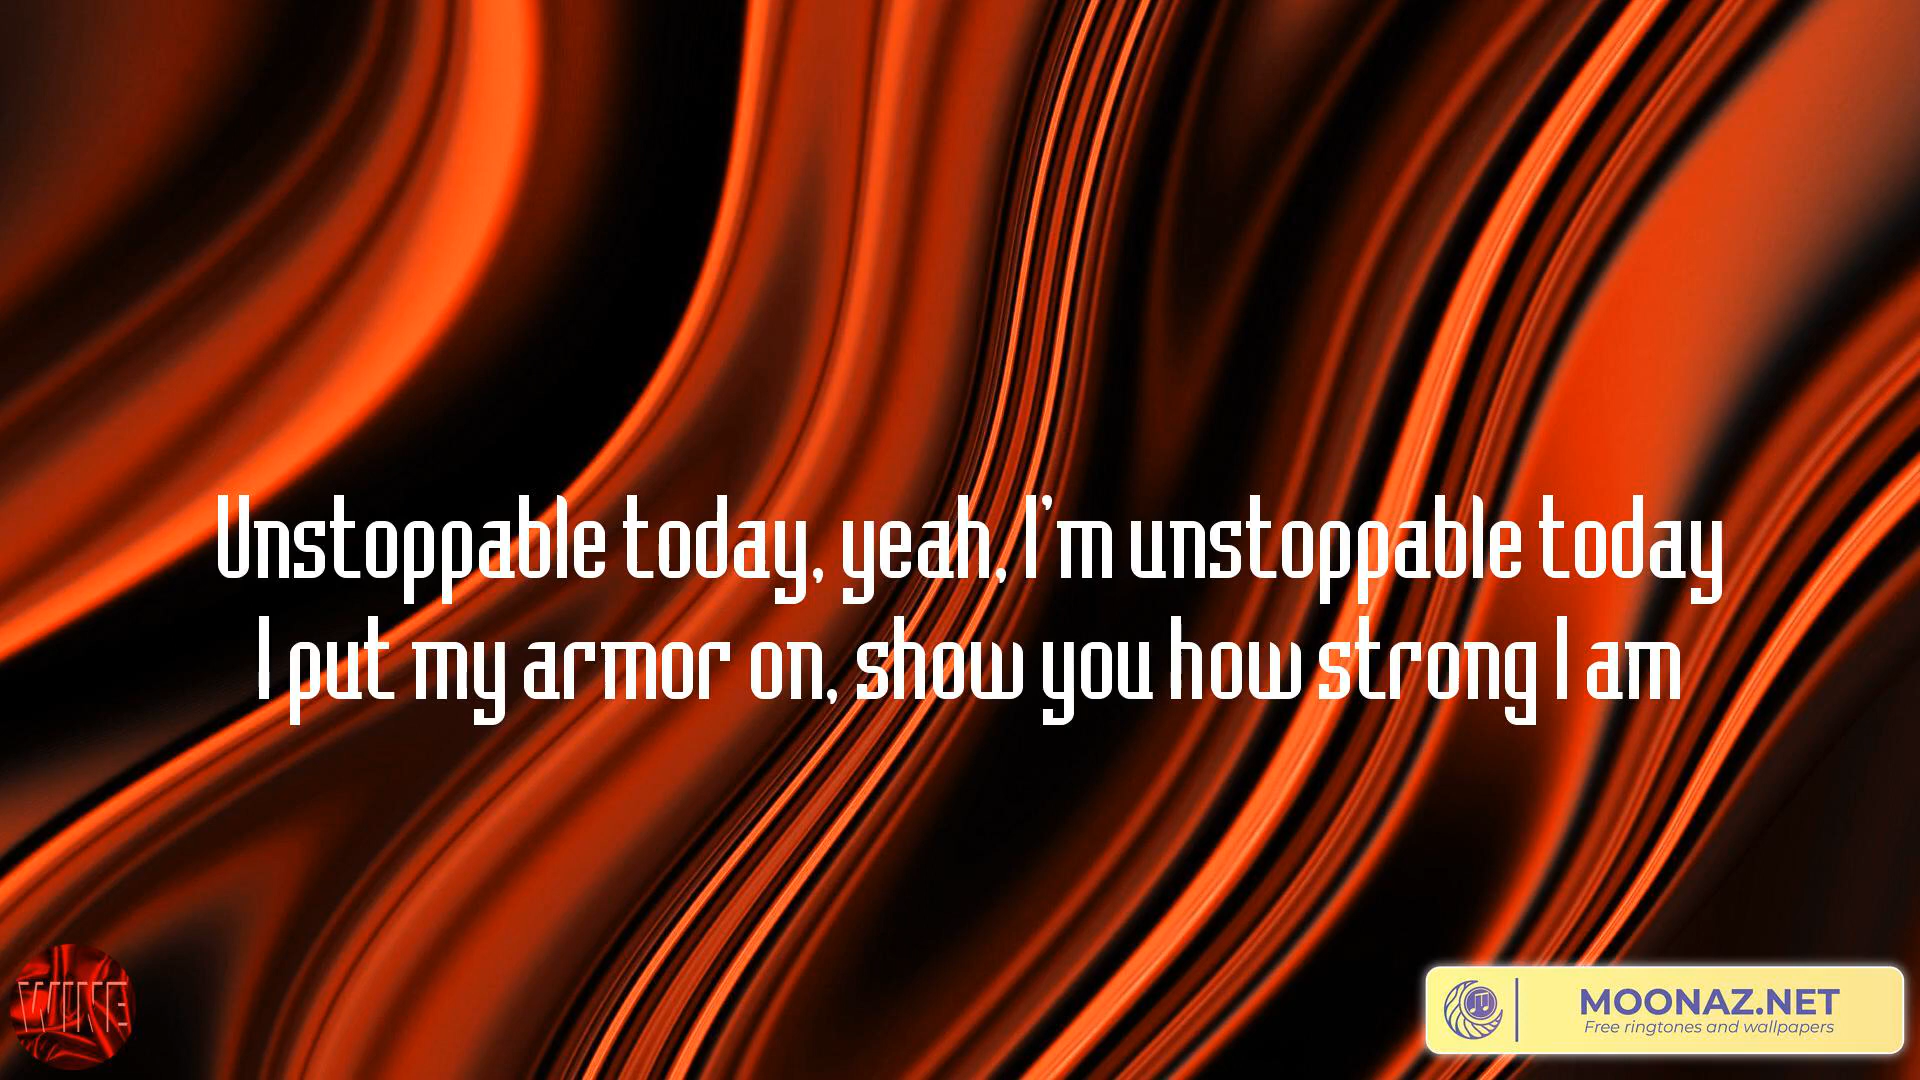 Unstoppable today, yeah, I'm unstoppable today
I put my armor on, show you how strong I am
WINE
MOONAZ.NET
Free ringtones and wallpapers